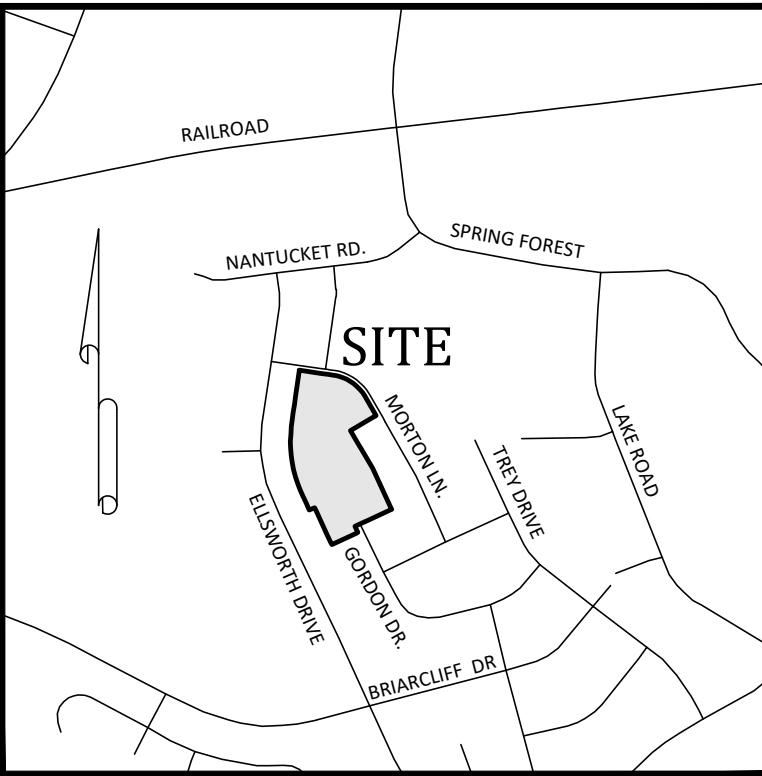 RAILROAD
SPRING FOREST
NANTUCKET RD.
SITE
MORTON LN.
LAKE ROAD
TREY DRIVE
ELLSWORTH DRIVE
GORDON DR.
BRIARCLIFF DR